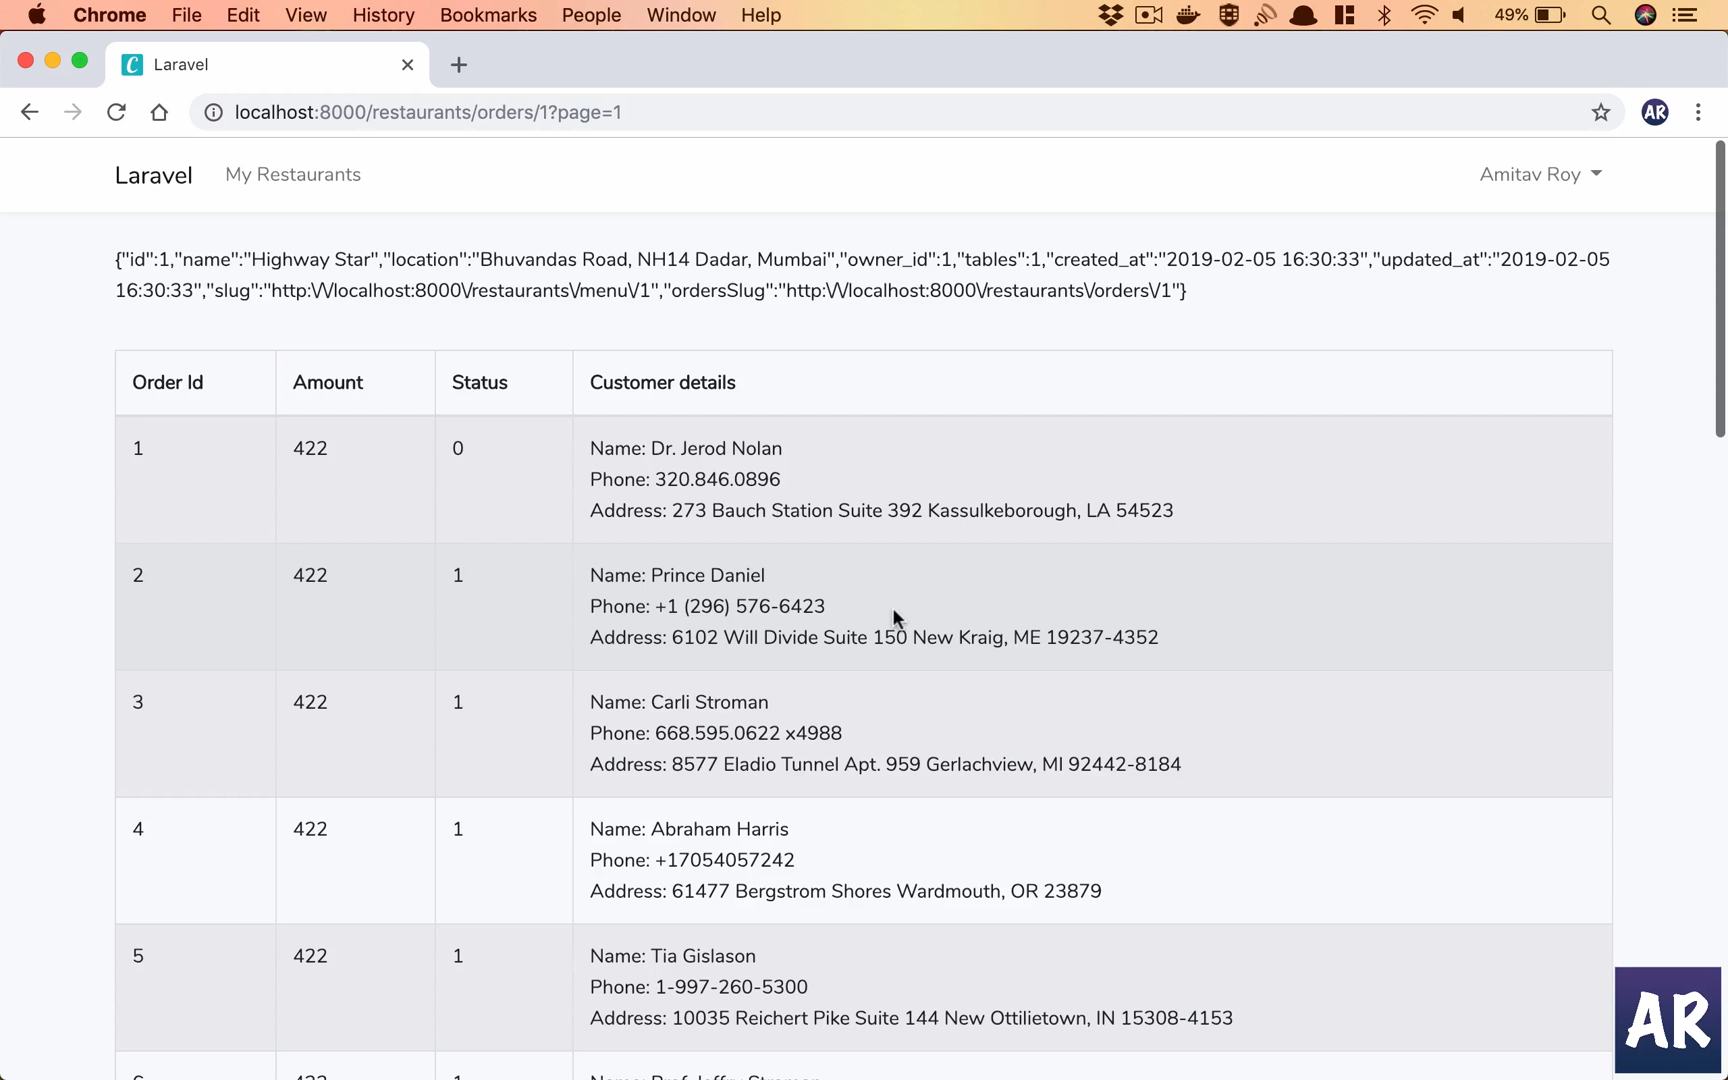 Chrome File Edit View History Bookmarks People Window Help 49%
Laravel
localhost:8000/restaurants/orders/1?page=1 AR
Laravel My Restaurants Amitav Roy
{"id":1,"name":"Highway Star","location":"Bhuvandas Road, NH14 Dadar, Mumbai","owner_id":1,"tables":1,"created_at":"2019-02-05 16:30:33","updated_at":"2019-02-05
16:30:33","slug":"http:\/\/localhost:8000\/restaurants\/menu\/1","ordersSlug":"http:\/\/localhost:8000\/restaurants\/orders\/1"}
Order Id Amount Status Customer details
1 422 0 Name: Dr. Jerod Nolan
Phone: 320.846.0896
Address: 273 Bauch Station Suite 392 Kassulkeborough, LA 54523
2 422 1 Name: Prince Daniel
Phone: +1 (296) 576-6423
Address: 6102 Will Divide Suite 150 New Kraig, ME 19237-4352
3 422 1 Name: Carli Stroman
Phone: 668.595.0622 x4988
Address: 8577 Eladio Tunnel Apt. 959 Gerlachview, MI 92442-8184
4 422 1 Name: Abraham Harris
Phone: +17054057242
Address: 61477 Bergstrom Shores Wardmouth, OR 23879
5 422 1 Name: Tia Gislason
Phone: 1-997-260-5300
Address: 10035 Reichert Pike Suite 144 New Ottilietown, IN 15308-4153
AR